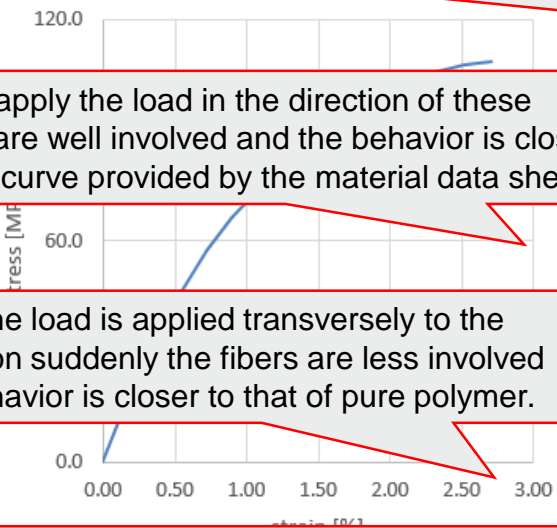 120.0
apply the load in the direction of these
are well involved and the behavior is clo
curve provided by the material data she
60.0
ne load is applied transversely to the
on suddenly the fibers are less involved
havior is closer to that of pure polymer.
0.0
0.00 0.50 1.00 1.50 2.00 2.50 3.00
strain [%]